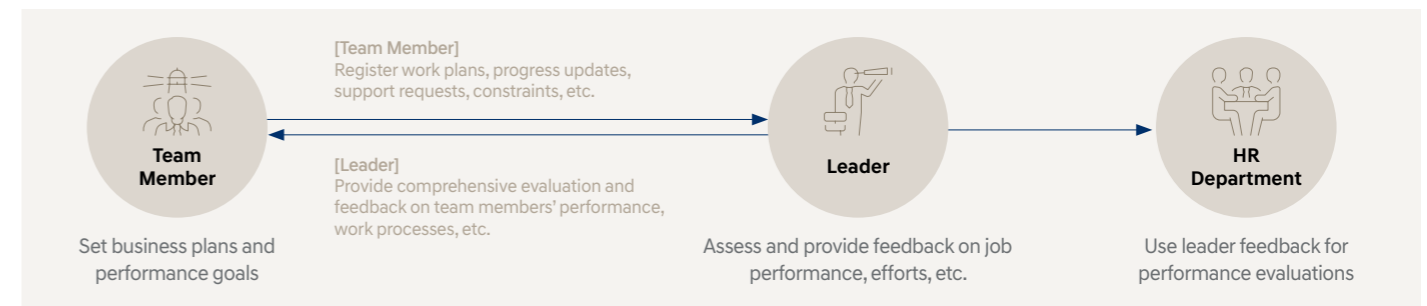 [Team Member]
Register work plans, progress updates,
support requests, constraints, etc.
Team
Member
[Leader]
Provide comprehensive evaluation and
feedback on team members' performance,
work processes, etc.
Leader
HR
Department
Set business plans and
performance goals
Assess and provide feedback on job
performance, efforts, etc.
Use leader feedback for
performance evaluations